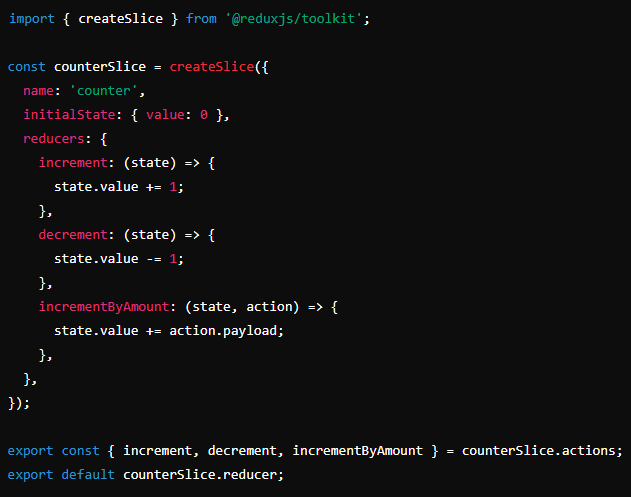 import { createSlice } from '@reduxjs/toolkit';

const counterSlice = createSlice({
  name: 'counter',
  initialState: { value: 0 },
  reducers: {
    increment: (state) => {
      state.value += 1;
    },
    decrement: (state) => {
      state.value -= 1;
    },
    incrementByAmount: (state, action) => {
      state.value += action.payload;
    },
  },
});

export const { increment, decrement, incrementByAmount } = counterSlice.actions;
export default counterSlice.reducer;